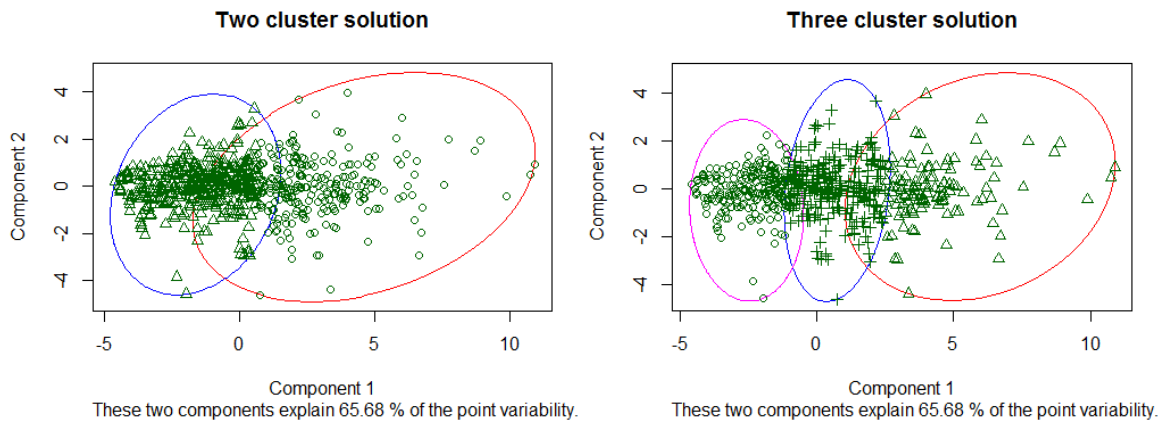 Two cluster solution
4
2
0
-2
-4
Component 2
-5
0
5
10
Component 1
These two components explain 65.68 % of the point variability.
Three cluster solution
4
2
0
-2
-4
Component 2
-5
0
5
10
Component 1
These two components explain 65.68 % of the point variability.